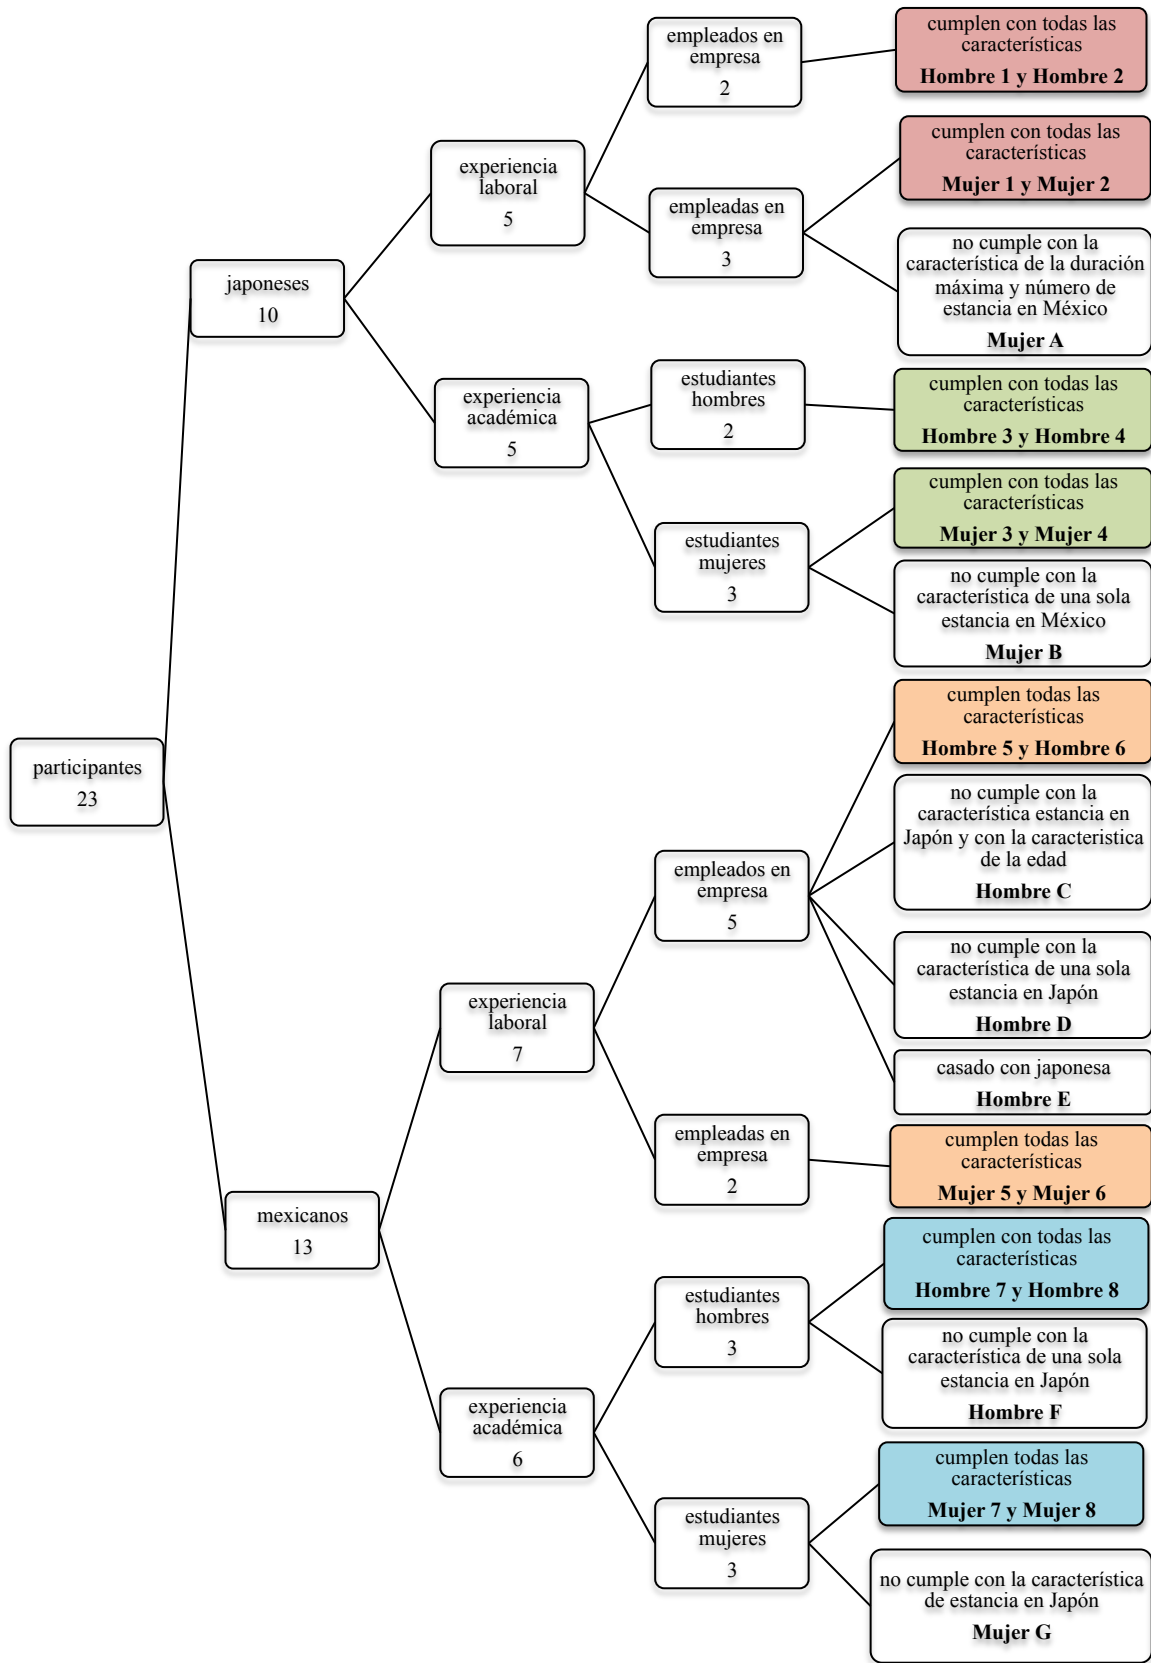 participantes
23
japoneses
10
experiencia
laboral
5
empleados en
empresa
2
cumplen con todas las
características
Hombre 1 y Hombre 2
empleadas en
empresa
3
cumplen con todas las
características
Mujer 1 y Mujer 2
no cumple con la
característica de la duración
máxima y número de
estancia en México
Mujer A
experiencia
académica
5
estudiantes
hombres
2
cumplen con todas las
características
Hombre 3 y Hombre 4
estudiantes
mujeres
3
cumplen con todas las
características
Mujer 3 y Mujer 4
no cumple con la
característica de una sola
estancia en México
Mujer B
mexicanos
13
experiencia
laboral
7
empleados en
empresa
5
cumplen todas las
características
Hombre 5 y Hombre 6
no cumple con la
característica estancia en
Japón y con la caracteristica
de la edad
Hombre C
no cumple con la
característica de una sola
estancia en Japón
Hombre D
casado con japonesa
Hombre E
empleadas en
empresa
2
cumplen todas las
características
Mujer 5 y Mujer 6
experiencia
académica
6
estudiantes
hombres
3
cumplen con todas las
características
Hombre 7 y Hombre 8
no cumple con la
característica de una sola
estancia en Japón
Hombre F
estudiantes
mujeres
3
cumplen todas las
características
Mujer 7 y Mujer 8
no cumple con la característica
de estancia en Japón
Mujer G